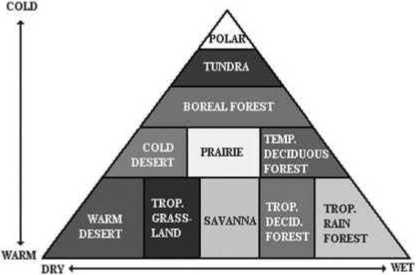 COLD
POLAR
TUNDRA
BOREAL FOREST
COLD
DESERT
PRAIRIE
TEMP.
DECIDUOUS
FOREST
WARM
DESERT
TROP.
GRASS-
LAND
SAVANNA
TROP.
DECID.
FOREST
TROP.
RAIN
FOREST
WARM
DRY
WET